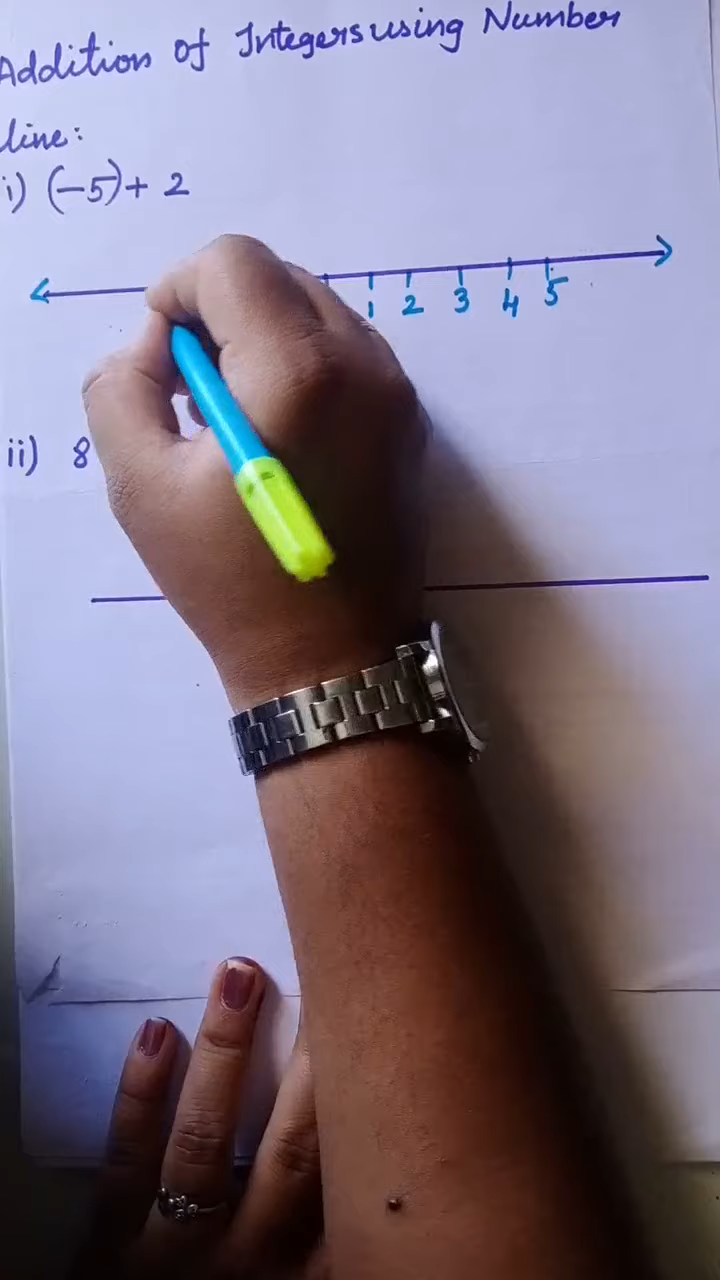 Addition of Integers using Number
line:
i) (-5) + 2
1 2 3 4 5
ii) 8